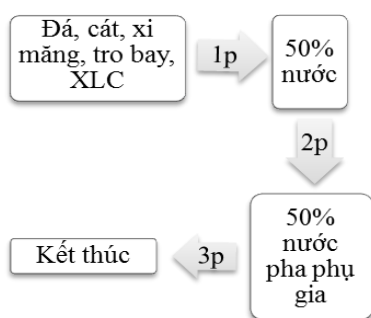 Đá, cát, xi
măng, tro bay,
XLC
1p
50%
nước
2p
50%
nước
pha phụ
gia
3p
Kết thúc